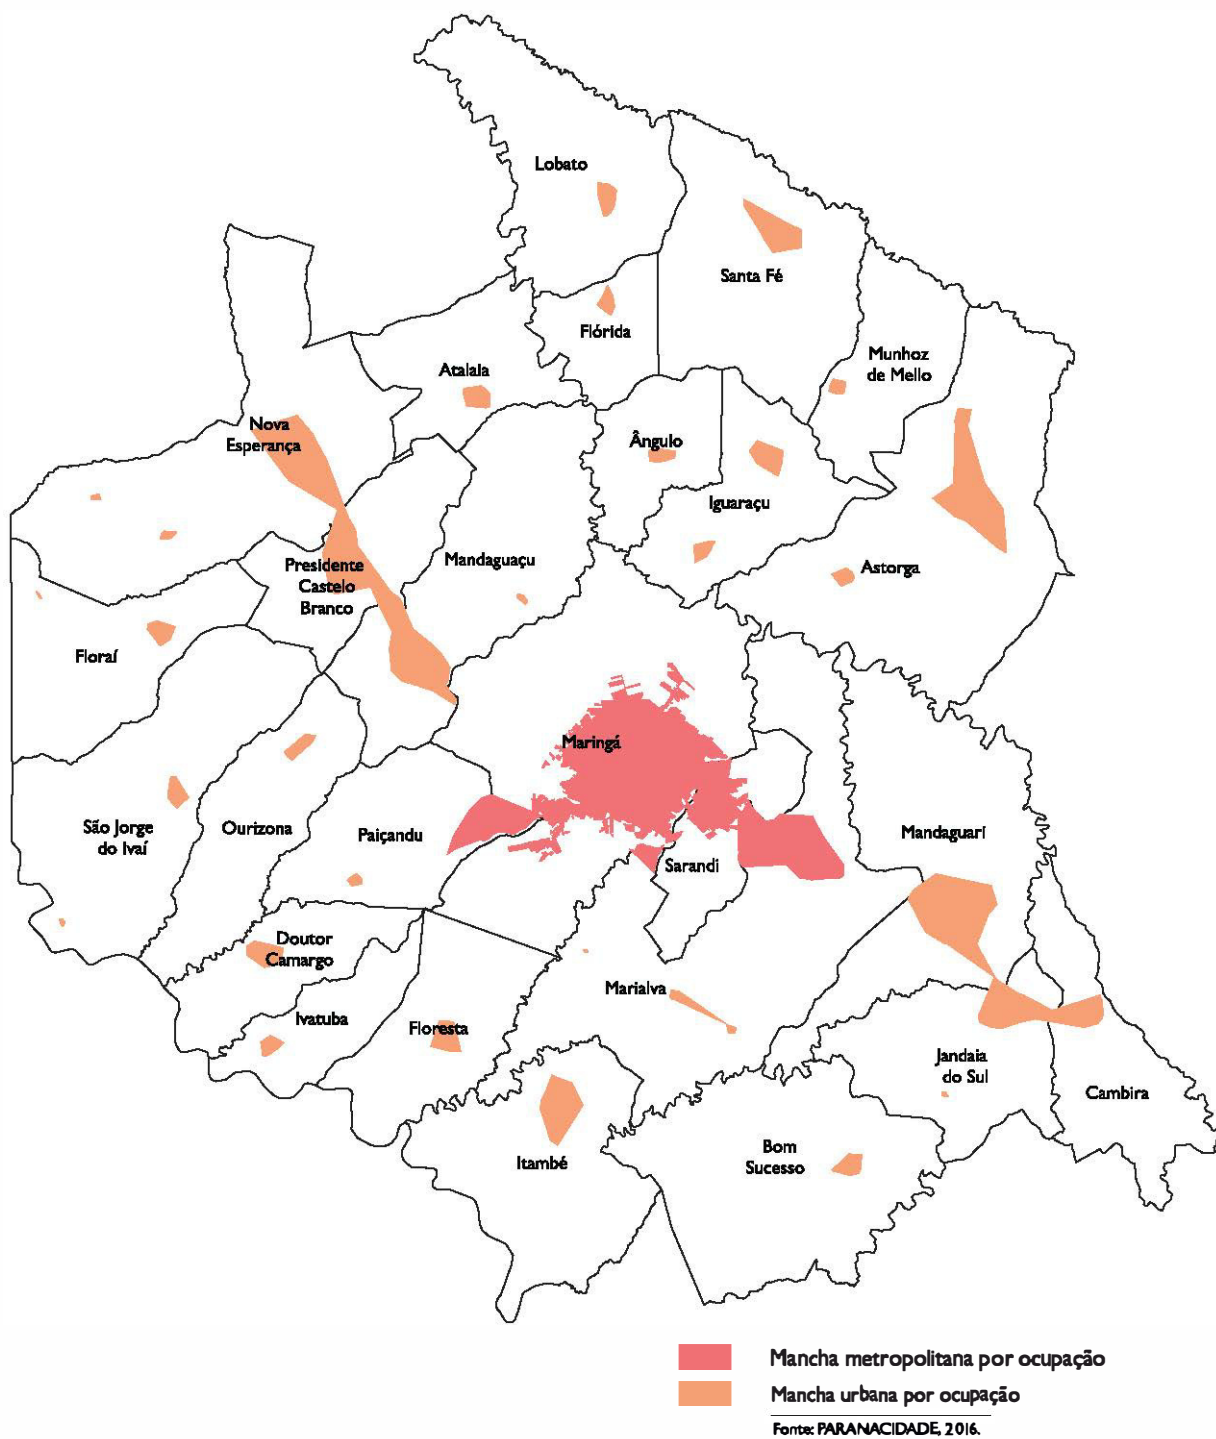 Lobato
Santa Fé
Flórida
Munhoz
de Mello
Atalaia
Nova
Esperança
Ângulo
Iguaraçu
Mandaguaçu
Astorga
Presidente
Castelo
Branco
Floraí
Maringá
São Jorge
do Ivaí
Ourizona
Paiçandu
Mandaguari
Sarandi
Doutor
Camargo
Marialva
Ivatuba
Floresta
Jandaia
do Sul
Cambira
Bom
Sucesso
Itambé
Mancha metropolitana por ocupação
Mancha urbana por ocupação
Fonte: PARANACIDADE, 2016.